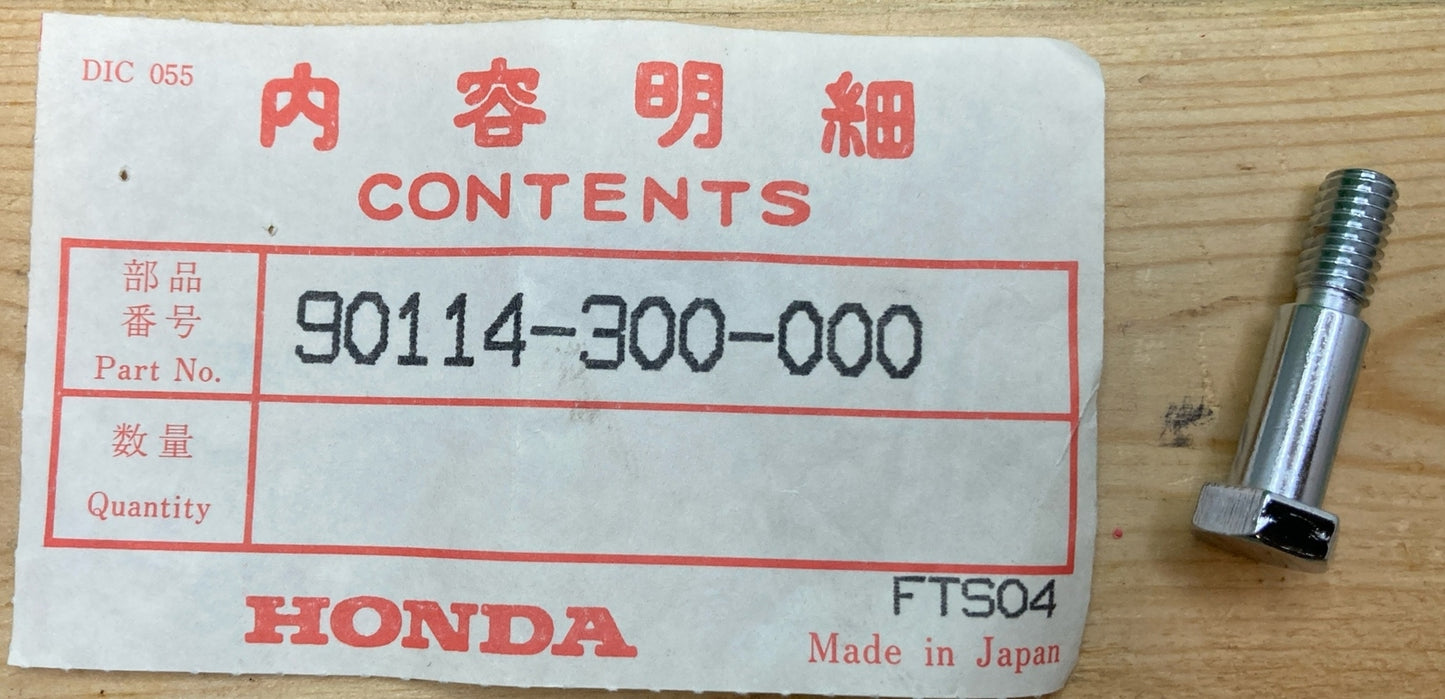 DIC 055
内容明細
CONTENTS
部品
番号
Part No.
90114-300-000
数量
Quantity
FTS04
HONDA
Made in Japan